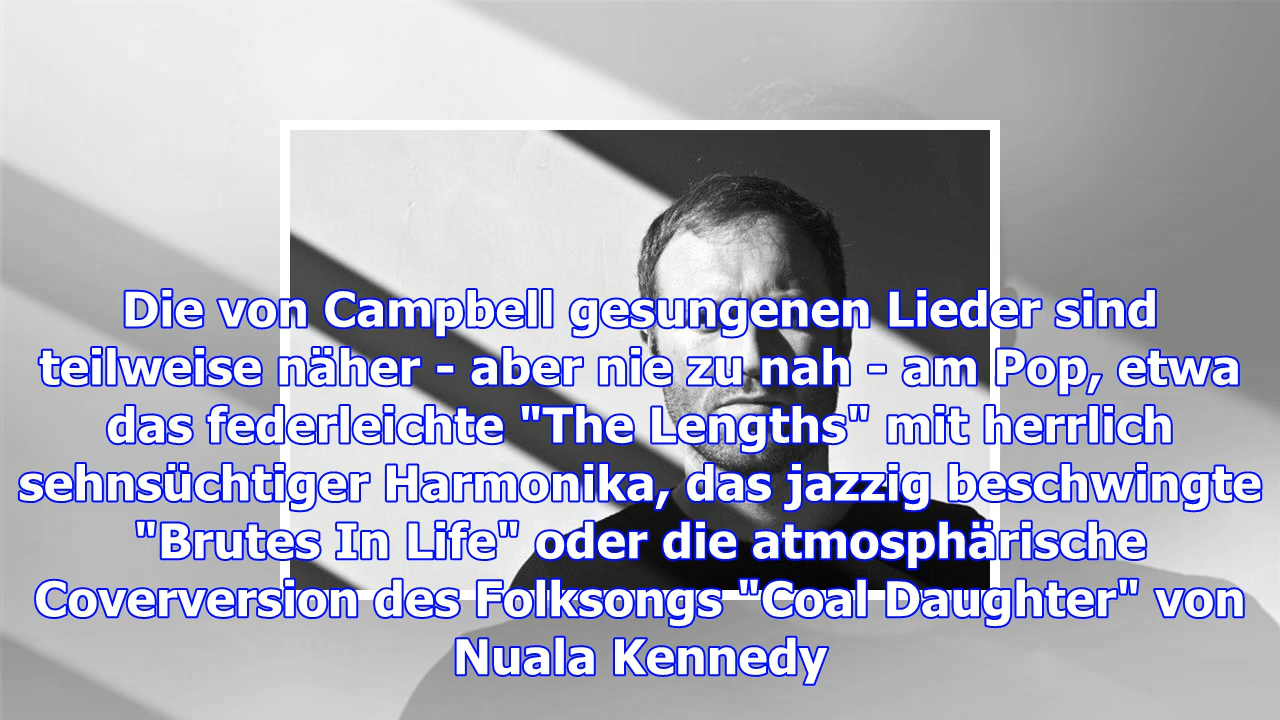 Die von Campbell gesungenen Lieder sind
teilweise näher - aber nie zu nah - am Pop, etwa
das federleichte "The Lengths" mit herrlich
sehnsüchtiger Harmonika, das jazzig beschwingte
"Brutes In Life" oder die atmosphärische
Coverversion des Folksongs "Coal Daughter" von
Nuala Kennedy